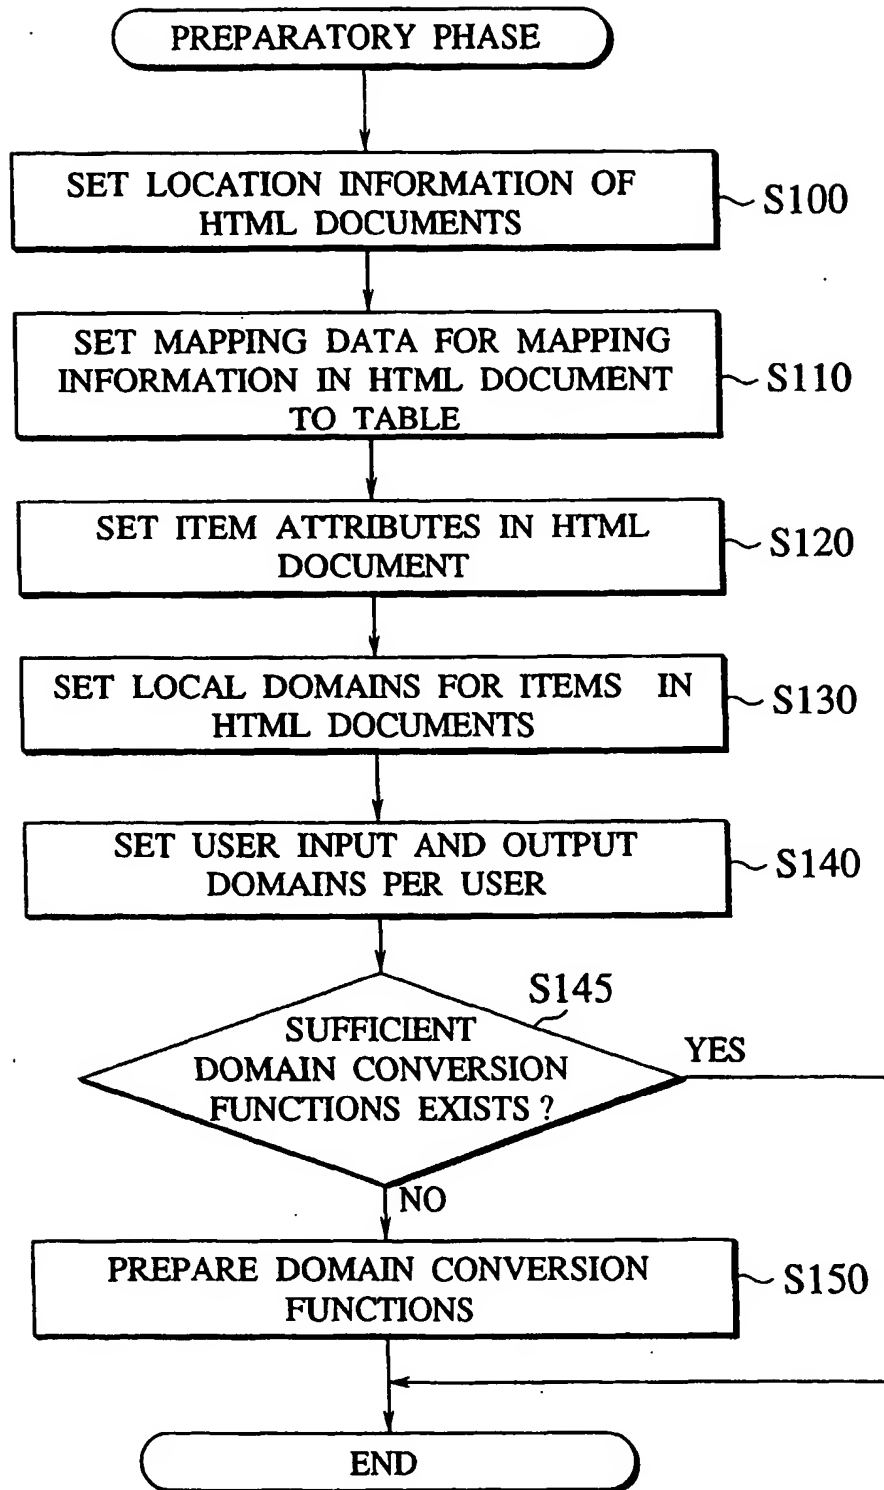 PREPARATORY PHASE
SET LOCATION INFORMATION OF
HTML DOCUMENTS
S100
SET MAPPING DATA FOR MAPPING
INFORMATION IN HTML DOCUMENT
TO TABLE
S110
SET ITEM ATTRIBUTES IN HTML
DOCUMENT
S120
SET LOCAL DOMAINS FOR ITEMS IN
HTML DOCUMENTS
S130
SET USER INPUT AND OUTPUT
DOMAINS PER USER
S140
S145
SUFFICIENT
DOMAIN CONVERSION
FUNCTIONS EXISTS ?
YES
NO
PREPARE DOMAIN CONVERSION
FUNCTIONS
S150
END